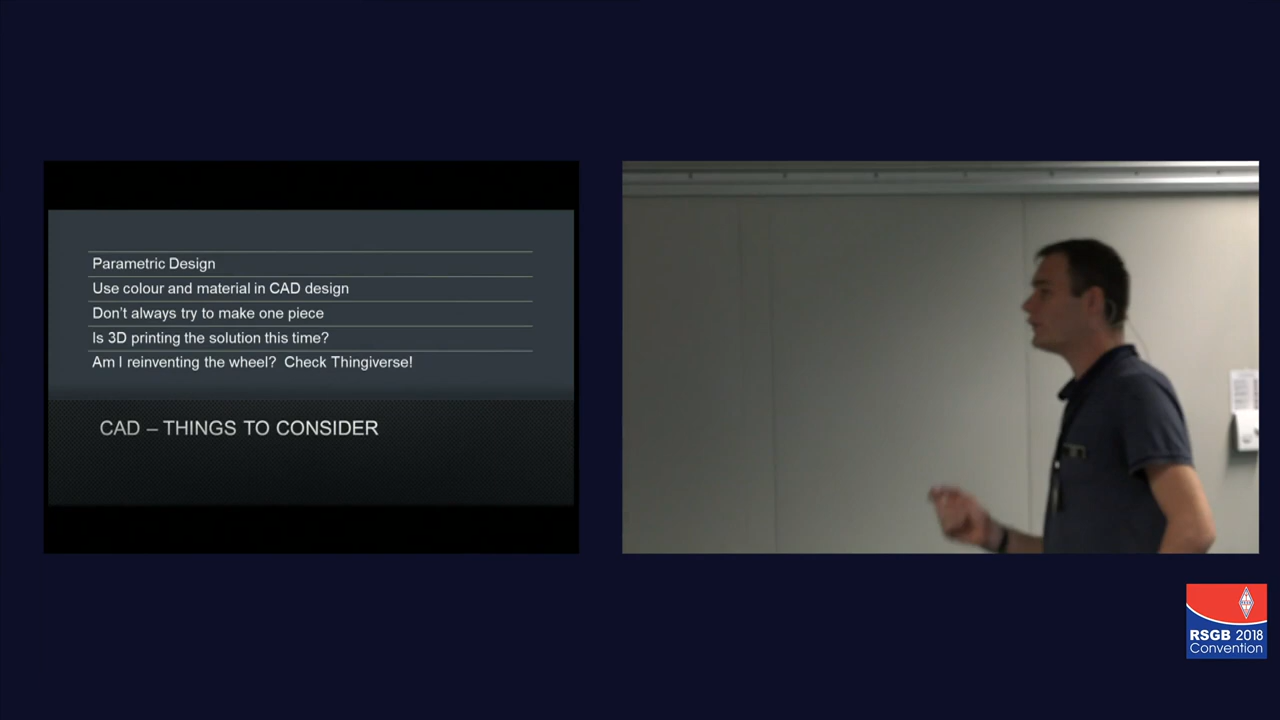 Parametric Design
Use colour and material in CAD design
Don't always try to make one piece
Is 3D printing the solution this time?
Am I reinventing the wheel?  Check Thingiverse!
CAD – THINGS TO CONSIDER
RSGB 2018
Convention